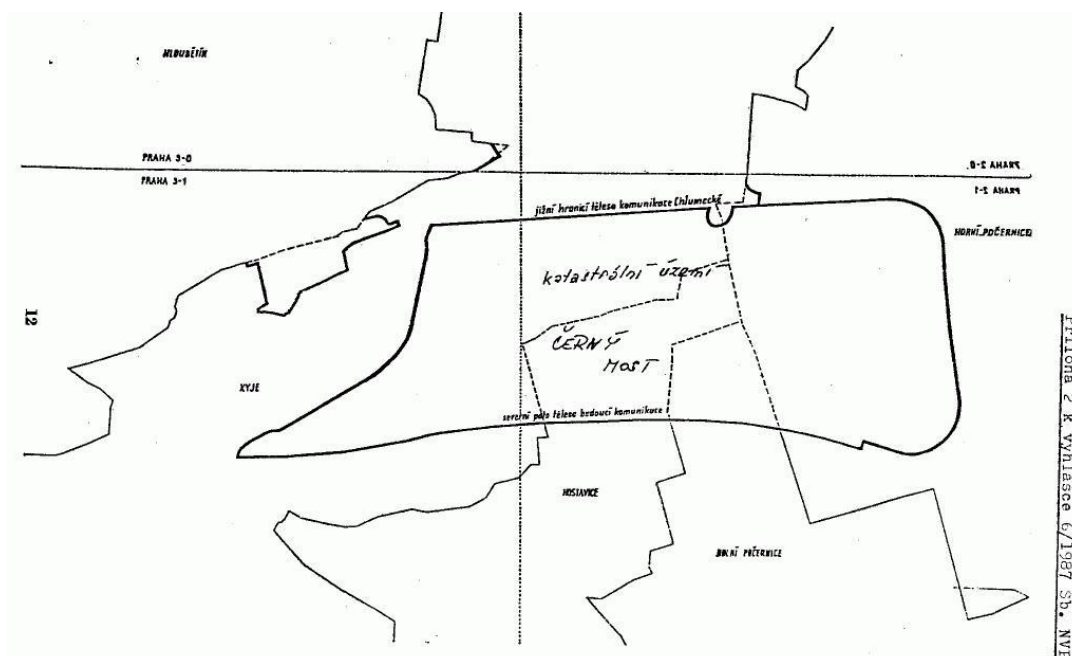 HLOUBĚTÍN
PRAHA 3-0
PRAHA 2-0.
PRAHA 3-1
PRAHA 2-1
jižní hranicí tělesa komunikace Chlumecké
HORNÍ POČERNICE
katastrální území
12
ČERNÝ
MOST
KYJE
severní pata tělesa budoucí komunikace
HOSTAVICE
DOLNÍ POČERNICE
Příloha 2 k vyhlášce 6/1987 Sb. NVP